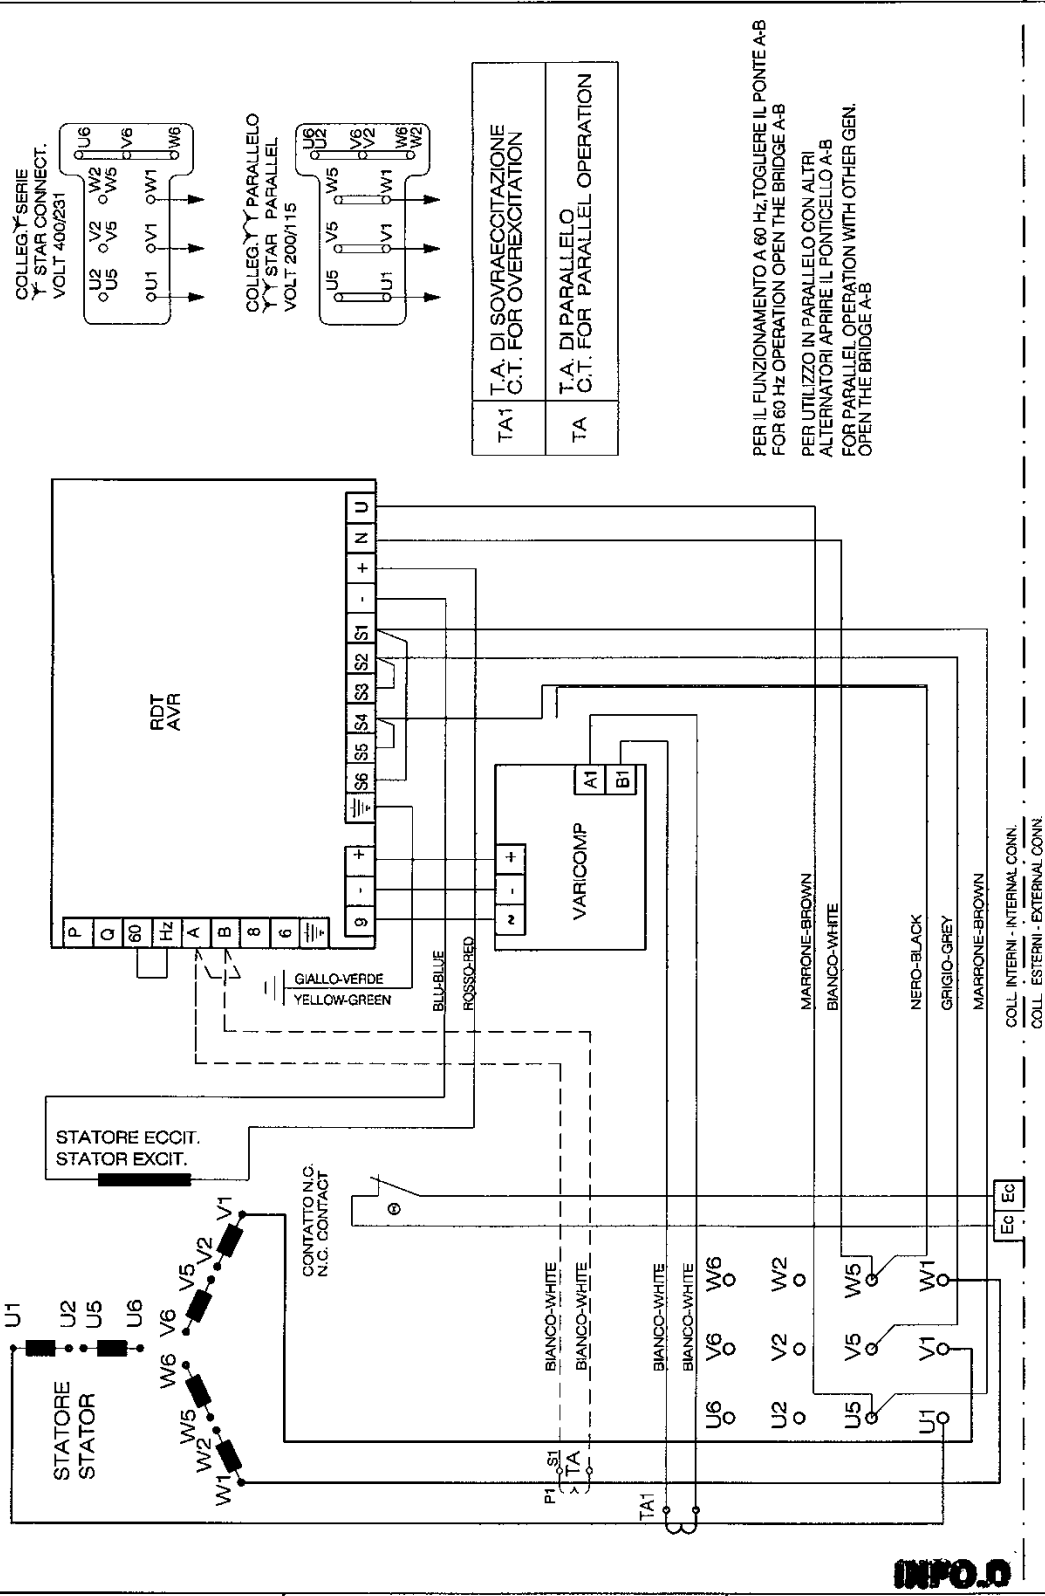 COLLEG. Y SERIE
Y STAR CONNECT.
VOLT 400/231
U2 V2 W2 U6
U5 V5 W5 V6
U1 V1 W1 W6
COLLEG. YY PARALLELO
YY STAR PARALLEL
VOLT 200/115
U6
U2
U5 V5 W5 V6
V2
U1 V1 W1 W6
W2
TA1
T.A. DI SOVRAECCITAZIONE
C.T. FOR OVEREXCITATION
TA
T.A. DI PARALLELO
C.T. FOR PARALLEL OPERATION
PER IL FUNZIONAMENTO A 60 Hz,TOGLIERE IL PONTE A-B
FOR 60 Hz OPERATION OPEN THE BRIDGE A-B
PER UTILIZZO IN PARALLELO CON ALTRI
ALTERNATORI APRIRE IL PONTICELLO A-B
FOR PARALLEL OPERATION WITH OTHER GEN.
OPEN THE BRIDGE A-B
RDT
AVR
P
Q
60
Hz
A
B
8
6
9 - + S6 S5 S4 S3 S2 S1 - + N U
GIALLO-VERDE
YELLOW-GREEN
BLU-BLUE
ROSSO-RED
VARICOMP
~ - +
A1
B1
STATORE ECCIT.
STATOR EXCIT.
STATORE
STATOR
U1
U2
U5
U6
V6
V5
V2
V1
W6
W5
W2
W1
CONTATTO N.C.
N.C. CONTACT
Θ
BIANCO-WHITE
BIANCO-WHITE
P1 S1
TA
BIANCO-WHITE
BIANCO-WHITE
TA1
MARRONE-BROWN
BIANCO-WHITE
NERO-BLACK
GRIGIO-GREY
MARRONE-BROWN
U6 V6 W6
U2 V2 W2
U5 V5 W5
U1 V1 W1
Ec Ec
COLL. INTERNI - INTERNAL CONN.
COLL. ESTERNI - EXTERNAL CONN.